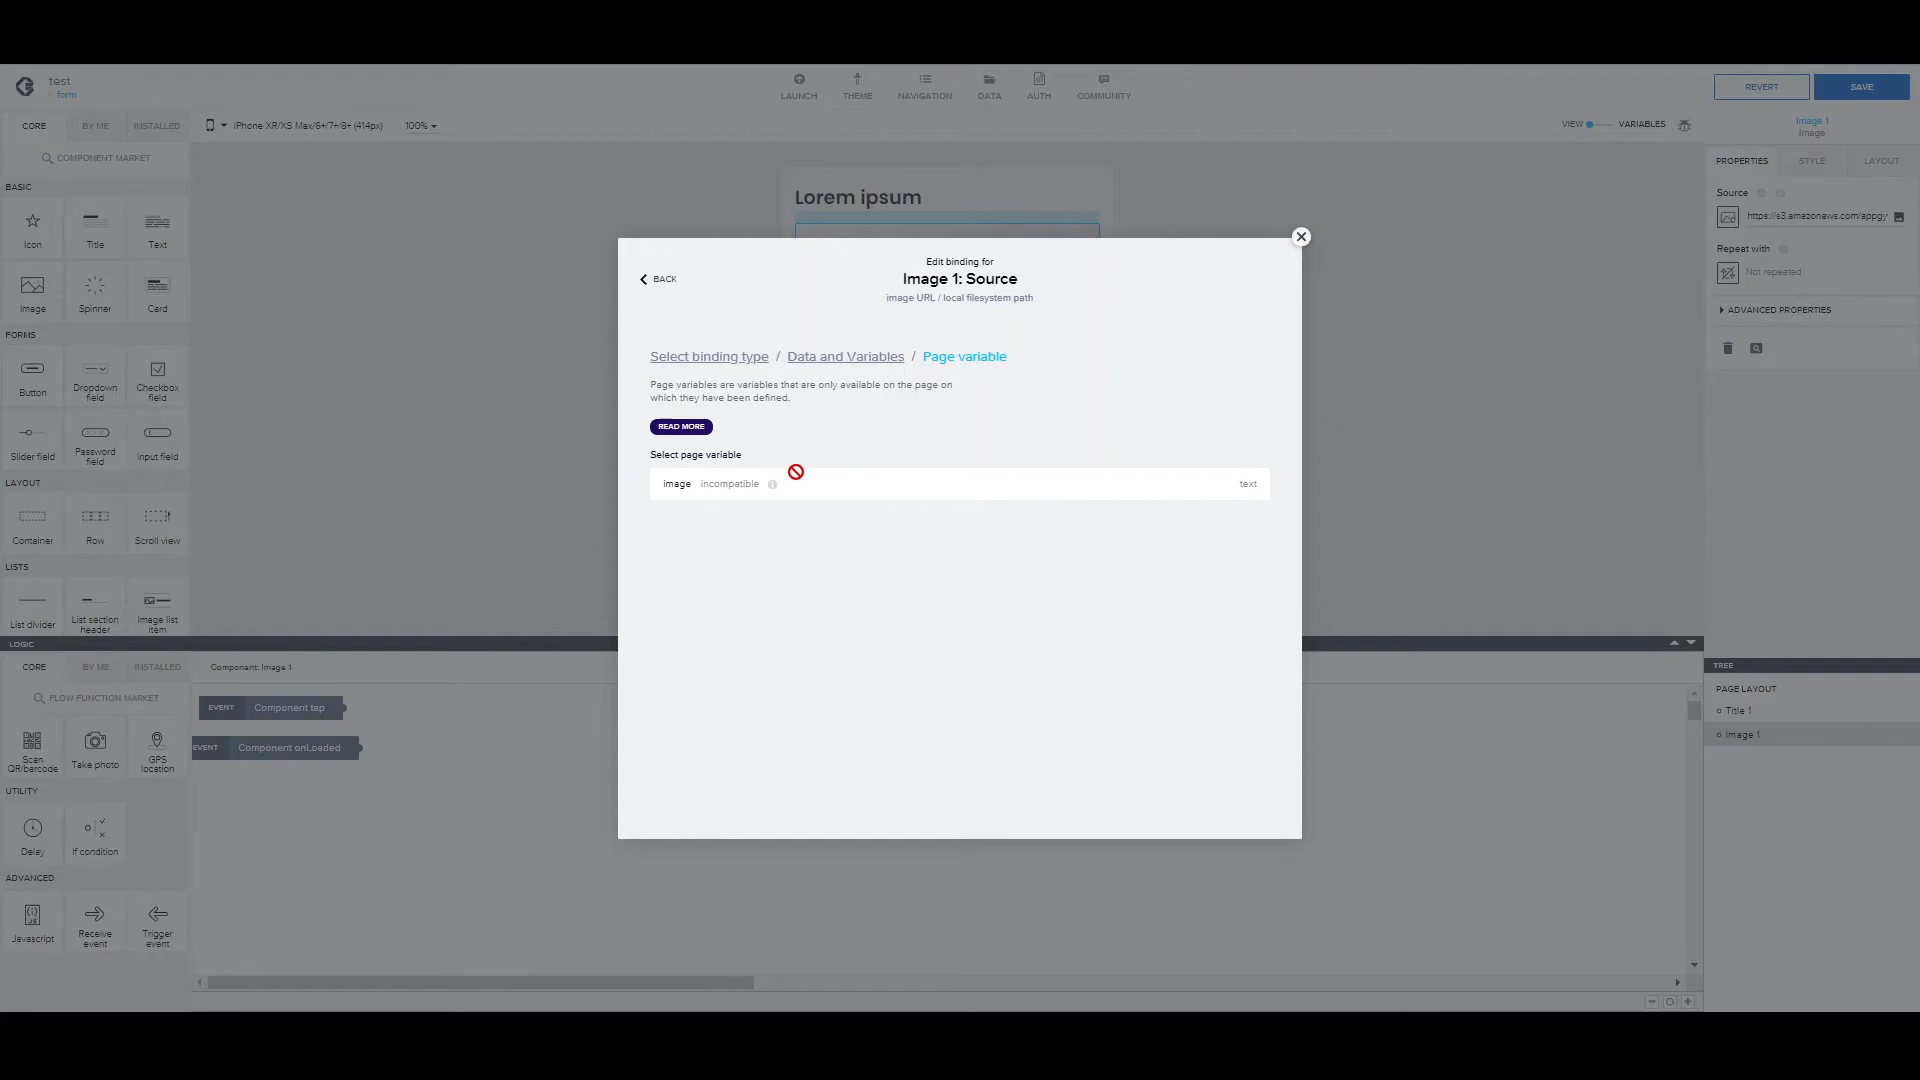 test
form
LAUNCH
THEME
NAVIGATION
DATA
AUTH
COMMUNITY
REVERT
SAVE
CORE
BY ME
INSTALLED
iPhone XR/XS Max/6+/7+/8+ (414px)
100%
VIEW
VARIABLES
Image 1
Image
COMPONENT MARKET
PROPERTIES
STYLE
LAYOUT
BASIC
Icon
Title
Text
Image
Spinner
Card
FORMS
Button
Dropdown
field
Checkbox
field
Slider field
Password
field
Input field
LAYOUT
Container
Row
Scroll view
LISTS
List divider
List section
header
Image list
item
Lorem ipsum
Source
https://s3.amazonaws.com/appgy
Repeat with
Not repeated
ADVANCED PROPERTIES
BACK
Edit binding for
Image 1: Source
image URL / local filesystem path
Select binding type / Data and Variables / Page variable
Page variables are variables that are only available on the page on
which they have been defined.
READ MORE
Select page variable
image incompatible text
LOGIC
CORE
BY ME
INSTALLED
Component: Image 1
FLOW FUNCTION MARKET
EVENT Component tap
EVENT Component onLoaded
Scan
QR/barcode
Take photo
GPS
location
UTILITY
Delay
If condition
ADVANCED
JS
Javascript
Receive
event
Trigger
event
TREE
PAGE LAYOUT
Title 1
Image 1